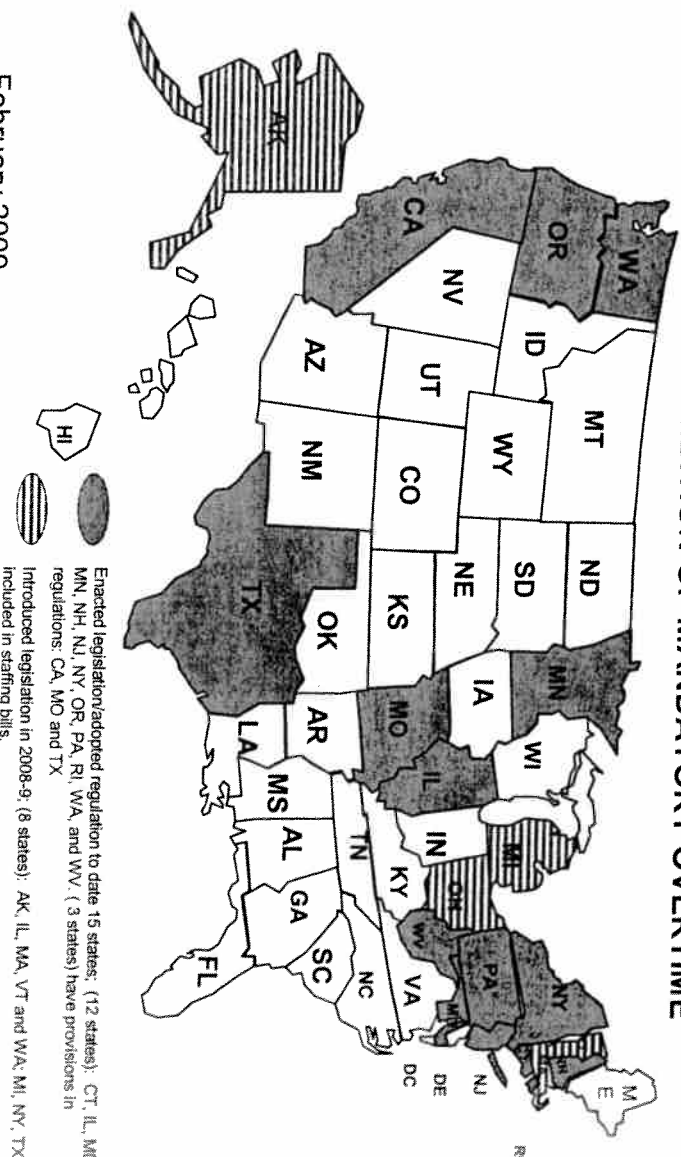 OF MANDATORY OVERTIME
WA
MT
ND
MN
ME
OR
ID
SD
WI
MI
NY
NH
WY
IA
PA
NJ
NE
IL
IN
OH
WV
DE
NV
UT
CO
KS
MO
KY
VA
DC
CA
AZ
NM
OK
AR
TN
NC
TX
LA
MS
AL
GA
SC
FL
AK
HI
Enacted legislation/adopted regulation to date 15 states; (12 states): CT, IL,
MN, NH, NJ, NY, OR, PA, RI, WA, and WV. ( 3 states) have provisions in
regulations: CA, MO and TX
Introduced legislation in 2008-9: (8 states): AK, IL, MA, VT and WA; MI, NY, TX
included in staffing bills.
February 2009